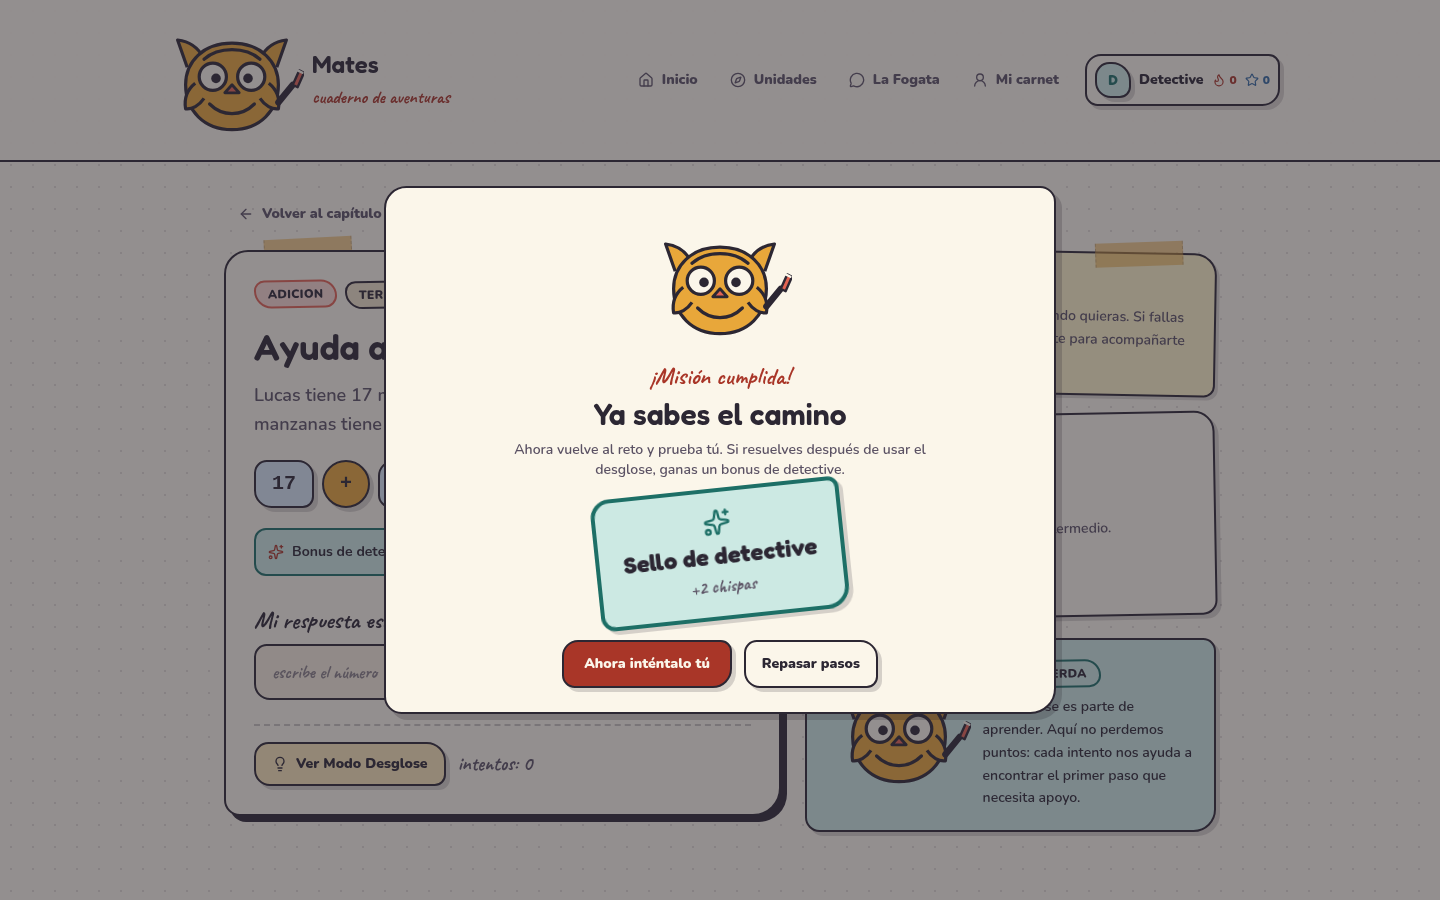 Mates
cuaderno de aventuras
Inicio
Unidades
La Fogata
Mi carnet
D
Detective
0
0
Volver al capítulo
ADICION
Ayuda
Lucas tiene 17
manzanas tiene
17
+
Bonus de
Mi respuesta es
escribe el número
Ver Modo Desglose
intentos: 0
¡Misión cumplida!
Ya sabes el camino
Ahora vuelve al reto y prueba tú. Si resuelves después de usar el
desglose, ganas un bonus de detective.
Sello de detective
+2 chispas
Ahora inténtalo tú
Repasar pasos
quieras. Si fallas
para acompañarte
es parte de
aprender. Aquí no perdemos
puntos: cada intento nos ayuda a
encontrar el primer paso que
necesita apoyo.